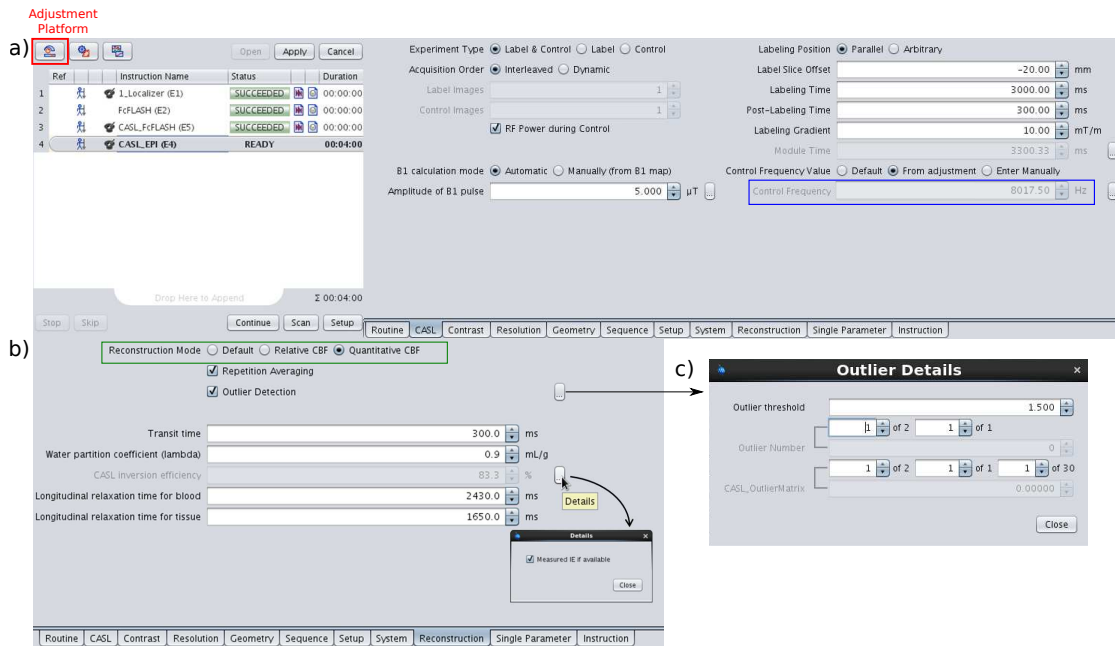 Adjustment
Platform
a)
Open Apply Cancel
Ref Instruction Name Status Duration
1 1_Localizer (E1) SUCCEEDED 00:00:00
2 FcFLASH (E2) SUCCEEDED 00:00:00
3 CASL_FcFLASH (E5) SUCCEEDED 00:00:00
4 CASL_EPI (E4) READY 00:04:00
Drop Here to Append Σ 00:04:00
Stop Skip Continue Scan Setup
Experiment Type Label & Control Label Control
Acquisition Order Interleaved Dynamic
Label Images 1
Control Images 1
RF Power during Control
B1 calculation mode Automatic Manually (from B1 map)
Amplitude of B1 pulse 5.000 µT ...
Labeling Position Parallel Arbitrary
Label Slice Offset -20.00 mm
Labeling Time 3000.00 ms
Post-Labeling Time 300.00 ms
Labeling Gradient 10.00 mT/m
Module Time 3300.33 ms ...
Control Frequency Value Default From adjustment Enter Manually
Control Frequency 8017.50 Hz ...
Routine CASL Contrast Resolution Geometry Sequence Setup System Reconstruction Single Parameter Instruction
b)
Reconstruction Mode Default Relative CBF Quantitative CBF
Repetition Averaging
Outlier Detection ...
Transit time 300.0 ms
Water partition coefficient (lambda) 0.9 mL/g
CASL inversion efficiency 83.3 % ...
Longitudinal relaxation time for blood 2430.0 ms
Longitudinal relaxation time for tissue 1650.0 ms
Details
Details ×
Measured IE if available
Close
Routine CASL Contrast Resolution Geometry Sequence Setup System Reconstruction Single Parameter Instruction
c)
Outlier Details ×
Outlier threshold 1.500
1 of 2 1 of 1
Outlier Number 0
1 of 2 1 of 1 1 of 30
CASL_OutlierMatrix 0.00000
Close